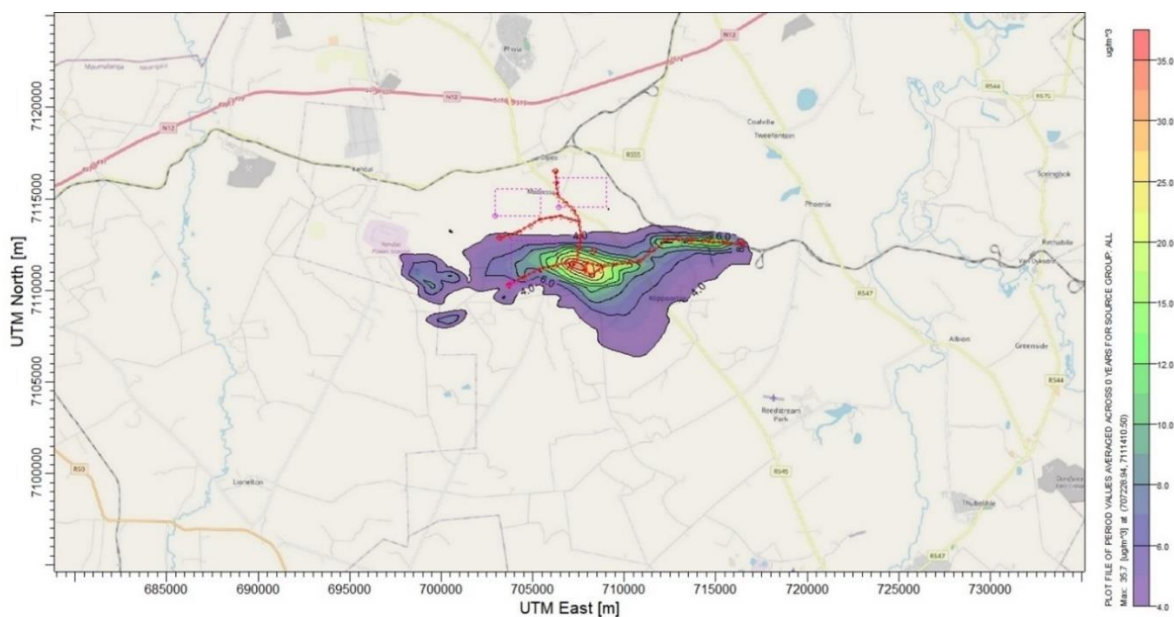 ug/m^3
N12
Phola
35.0
R544
7120000
N12
R575
N12
Coalville
Tweefontein
30.0
Ogies
R555
Kendal
7115000
Phoenix
25.0
4.0
6.0
Kendal
Power Station
20.0
UTM North [m]
7110000
4.0
6.0
4.0
R547
15.0
Albion
Greenside
7105000
R544
10.0
Reedstream
Park
8.0
7100000
R50
R545
Lionelton
Thubelihle
6.0
R547
685000
690000
695000
700000
705000
710000
715000
720000
725000
730000
4.0
UTM East [m]
PLOT FILE OF PERIOD VALUES AVERAGED ACROSS 0 YEARS FOR SOURCE GROUP: ALL
Max: 35.7 [ug/m^3] at (707228.94, 7111410.50)